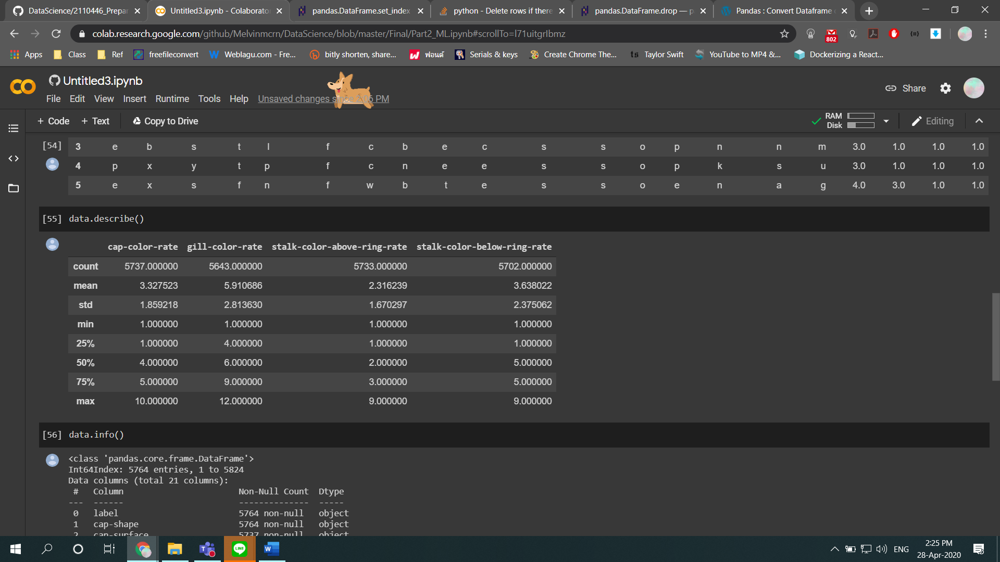 DataScience/2110446_Prepar Untitled3.ipynb - Colaborato pandas.DataFrame.set_index python - Delete rows if there pandas.DataFrame.drop — p Pandas : Convert Dataframe
colab.research.google.com/github/Melvinmcrn/DataScience/blob/master/Final/Part2_ML.ipynb#scrollTo=l71uitgrIbmz 802
Apps Class Ref freefileconvert Weblagu.com - Fre... bitly shorten, share... ฟอนต์ Serials & keys Create Chrome The... ts Taylor Swift YouTube to MP4 &... Dockerizing a React...
Untitled3.ipynb
Share
File Edit View Insert Runtime Tools Help Unsaved changes since 2:06 PM
+ Code + Text Copy to Drive RAM Disk Editing
[54] 3 e b s t l f c b e c s s o p n n m 3.0 1.0 1.0 1.0
4 p x y t p f c n e e s s o p k s u 3.0 1.0 1.0 1.0
5 e x s f n f w b t e s s o e n a g 4.0 3.0 1.0 1.0
[55] data.describe()
cap-color-rate gill-color-rate stalk-color-above-ring-rate stalk-color-below-ring-rate
count 5737.000000 5643.000000 5733.000000 5702.000000
mean 3.327523 5.910686 2.316239 3.638022
std 1.859218 2.813630 1.670297 2.375062
min 1.000000 1.000000 1.000000 1.000000
25% 1.000000 4.000000 1.000000 1.000000
50% 4.000000 6.000000 2.000000 5.000000
75% 5.000000 9.000000 3.000000 5.000000
max 10.000000 12.000000 9.000000 9.000000
[56] data.info()
<class 'pandas.core.frame.DataFrame'>
Int64Index: 5764 entries, 1 to 5824
Data columns (total 21 columns):
# Column Non-Null Count Dtype
--- ------ -------------- -----
0 label 5764 non-null object
1 cap-shape 5764 non-null object
2 cap-surface 5737 non-null object
LINE ENG 2:25 PM
28-Apr-2020